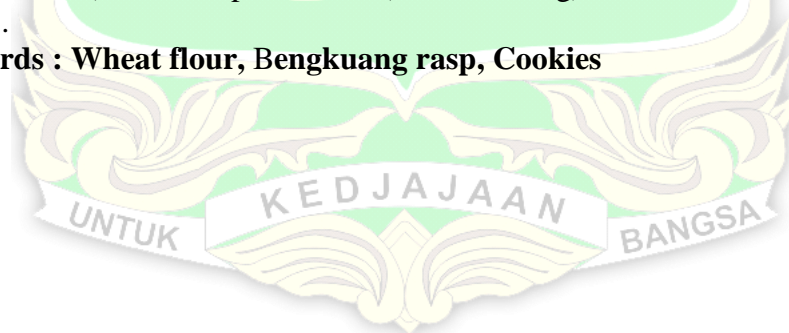 .
rds : Wheat flour, Bengkuang rasp, Cookies
UNTUK KEDJAJAAN BANGSA